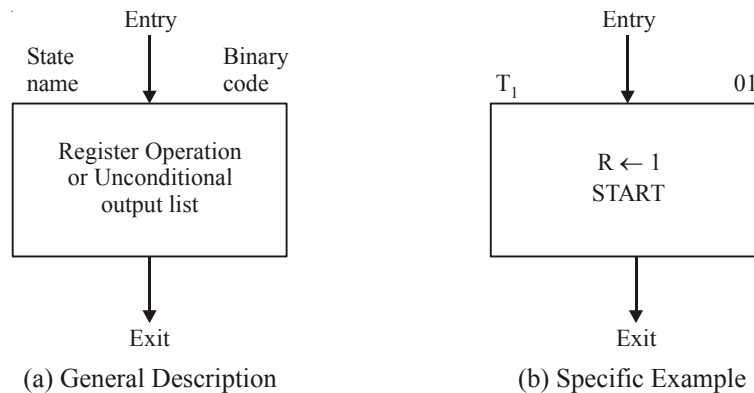 Entry
State name
Binary code
Register Operation
or Unconditional
output list
Exit
(a) General Description
Entry
T₁
01
R ← 1
START
Exit
(b) Specific Example